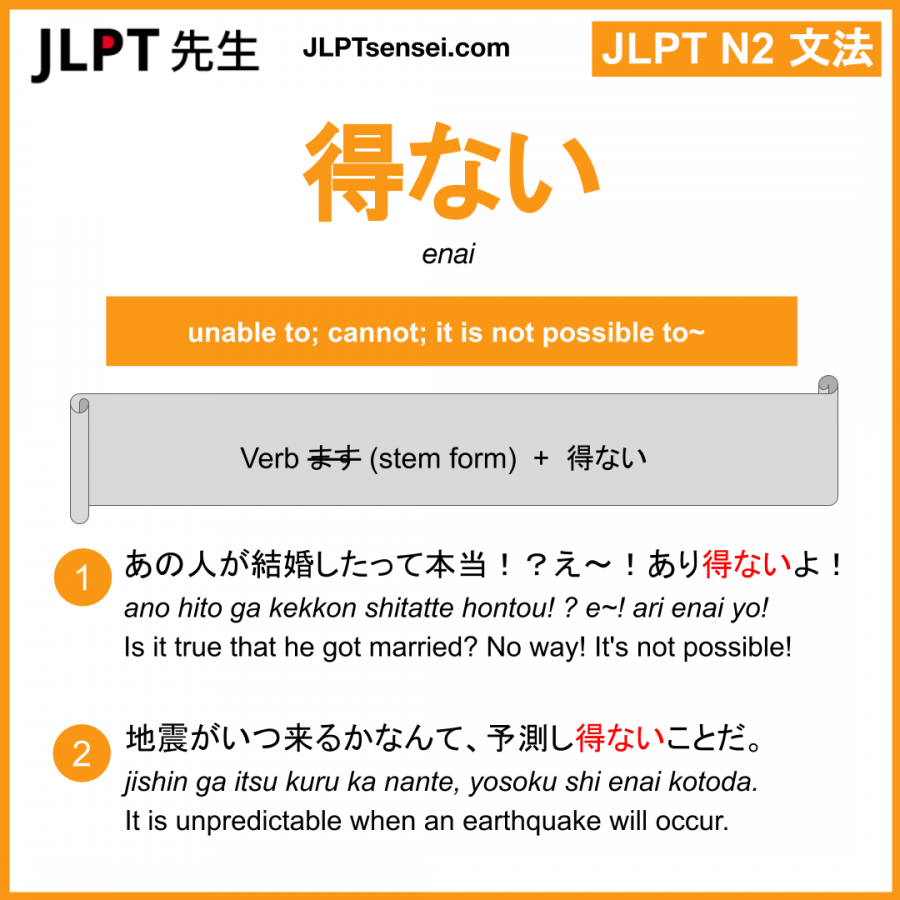 JLPT 先生
JLPTsensei.com
JLPT N2 文法
得ない
enai
unable to; cannot; it is not possible to~
Verb ます (stem form) + 得ない
1
あの人が結婚したって本当！？え〜！あり得ないよ！
ano hito ga kekkon shitatte hontou! ? e~! ari enai yo!
Is it true that he got married? No way! It's not possible!
2
地震がいつ来るかなんて、予測し得ないことだ。
jishin ga itsu kuru ka nante, yosoku shi enai kotoda.
It is unpredictable when an earthquake will occur.